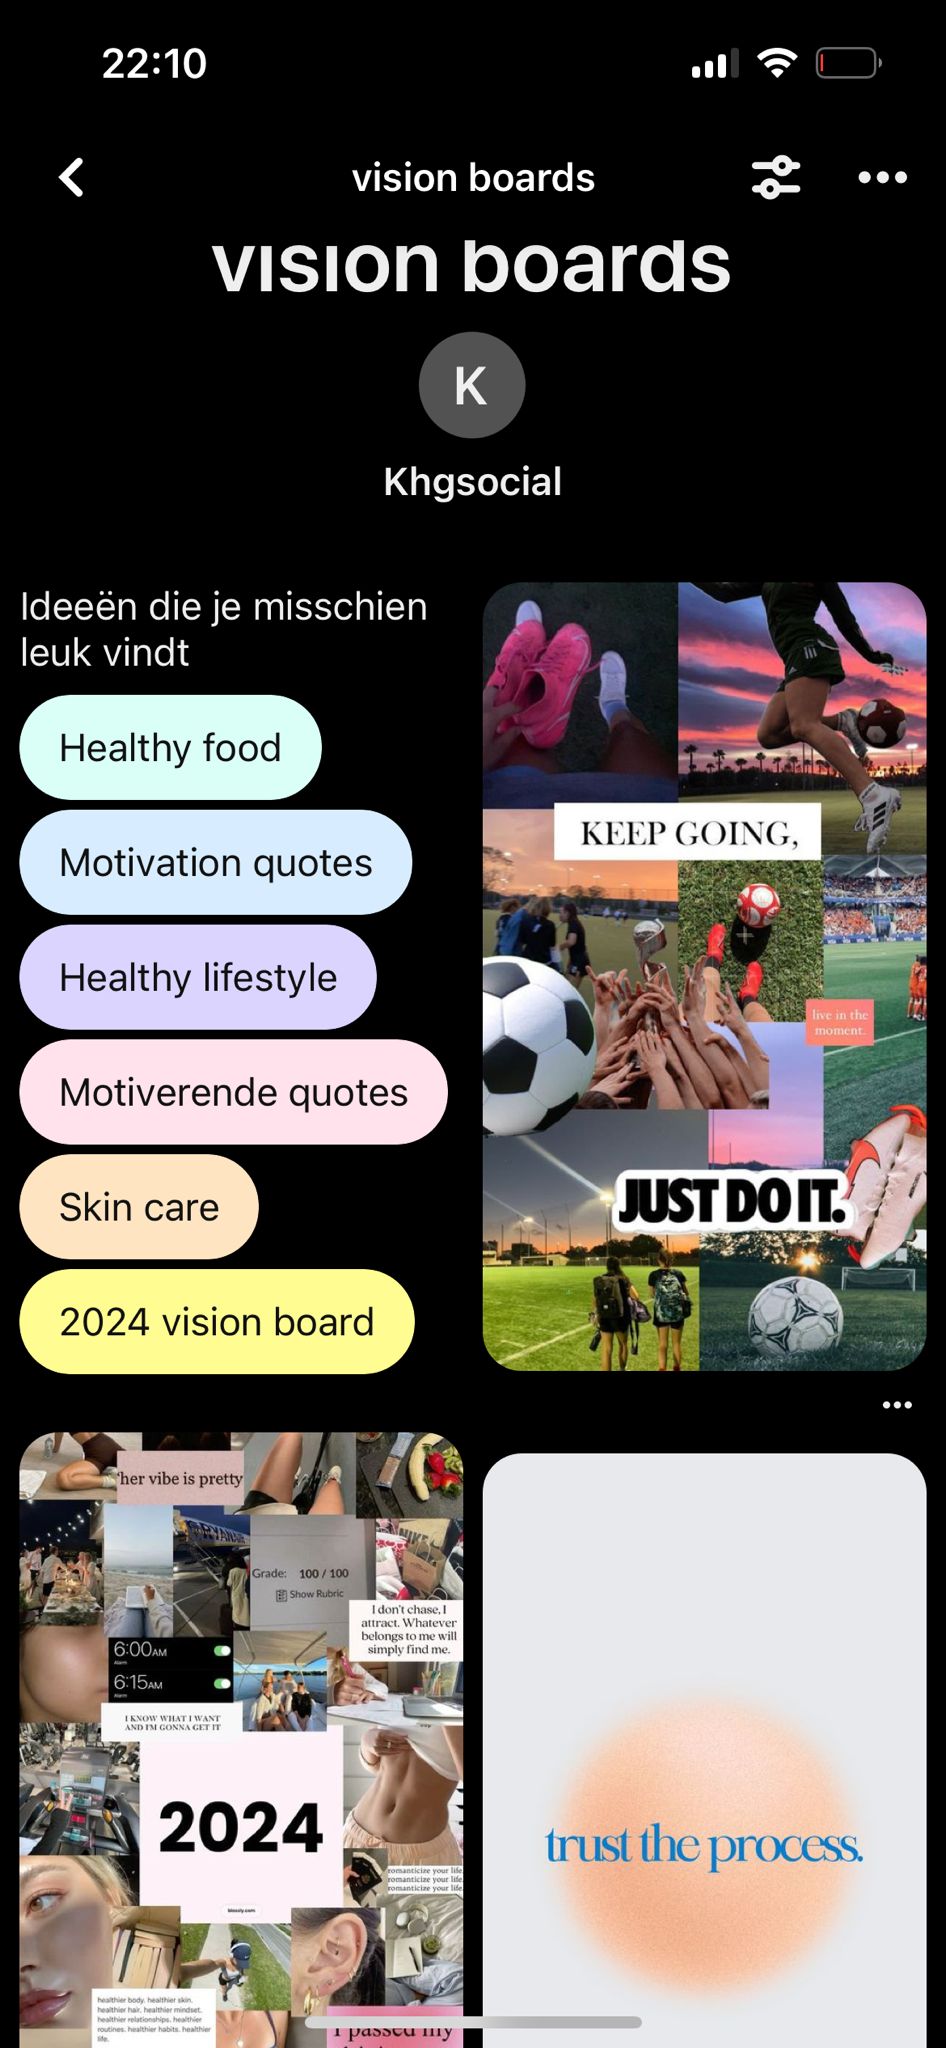 22:10
vision boards
vision boards
K
Khgsocial
Ideeën die je misschien
leuk vindt
Healthy food
Motivation quotes
Healthy lifestyle
Motiverende quotes
Skin care
2024 vision board
KEEP GOING,
live in the
moment.
JUST DO IT.
'her vibe is pretty
RYANAIR
NIKE
Grade: 100 / 100
Show Rubric
I don't chase, I
attract. Whatever
belongs to me will
simply find me.
6:00AM
Alarm
6:15AM
Alarm
I KNOW WHAT I WANT
AND I'M GONNA GET IT
2024
romanticize your life.
romanticize your life.
romanticize your life.
healthier body. healthier skin.
healthier hair. healthier mindset.
healthier relationships. healthier
routines. healthier habits. healthier
life.
I passed my
trust the process.